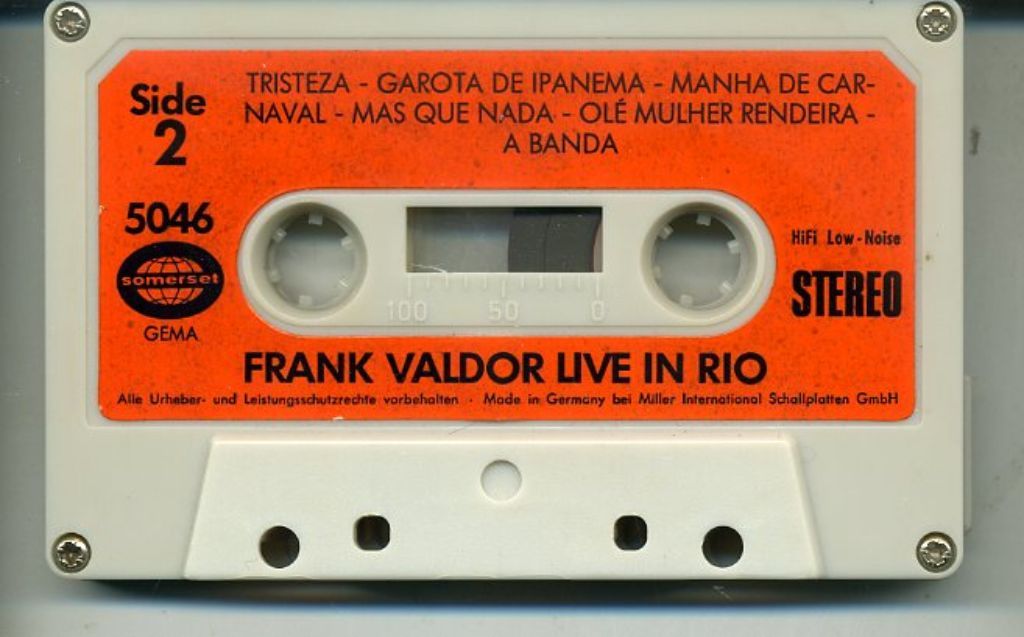 Side
2
TRISTEZA - GAROTA DE IPANEMA - MANHA DE CAR-
NAVAL - MAS QUE NADA - OLÉ MULHER RENDEIRA -
A BANDA
5046
somerset
GEMA
HiFi Low-Noise
STEREO
100 50 0
FRANK VALDOR LIVE IN RIO
Alle Urheber- und Leistungsschutzrechte vorbehalten · Made in Germany bei Miller International Schallplatten GmbH